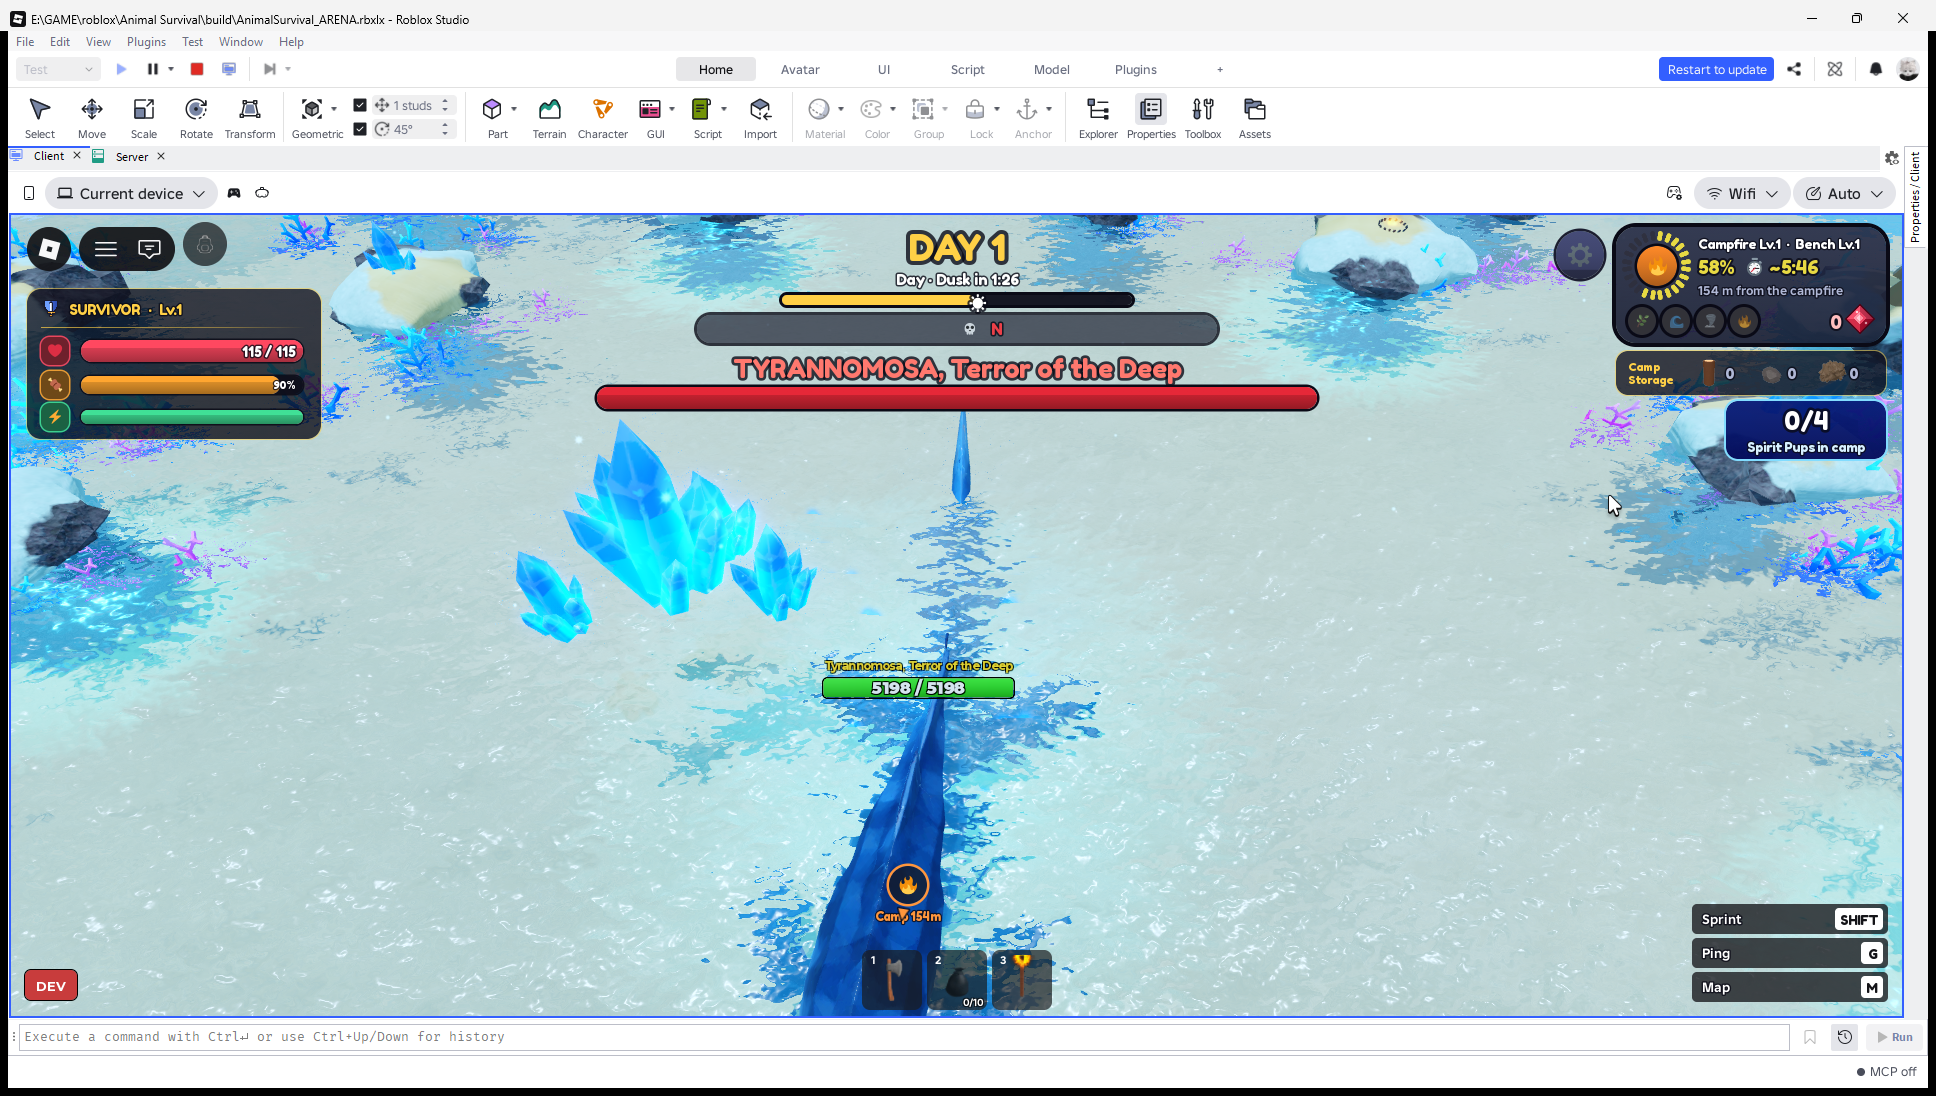 E:\GAME\roblox\Animal Survival\build\AnimalSurvival_ARENA.rbxlx - Roblox Studio
File Edit View Plugins Test Window Help
Test
Home Avatar UI Script Model Plugins +
Restart to update
1 studs
45°
Select Move Scale Rotate Transform Geometric Part Terrain Character GUI Script Import Material Color Group Lock Anchor Explorer Properties Toolbox Assets
Client Server
Properties / Client
Current device
Wifi
Auto
DAY 1
Day · Dusk in 1:26
N
TYRANNOMOSA, Terror of the Deep
SURVIVOR · Lv.1
115 / 115
90%
Campfire Lv.1 · Bench Lv.1
58% ~5:46
154 m from the campfire
0
Camp Storage
0 0 0
0/4
Spirit Pups in camp
Tyrannomosa, Terror of the Deep
5198 / 5198
Camp 154m
1 2 3
0/10
DEV
Sprint SHIFT
Ping G
Map M
Execute a command with Ctrl↵ or use Ctrl+Up/Down for history
Run
MCP off